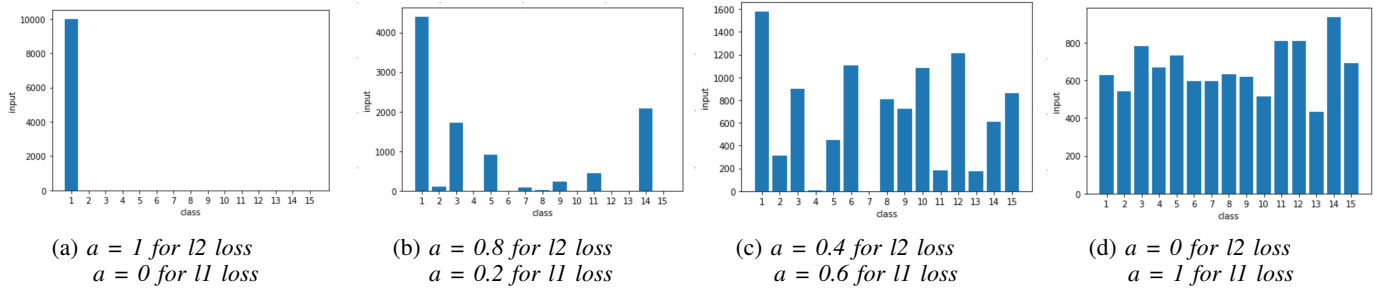 10000
8000
6000
4000
2000
0
input
1 2 3 4 5 6 7 8 9 10 11 12 13 14 15
class
(a) a = 1 for l2 loss
a = 0 for l1 loss
4000
3000
2000
1000
0
input
1 2 3 4 5 6 7 8 9 10 11 12 13 14 15
class
(b) a = 0.8 for l2 loss
a = 0.2 for l1 loss
1600
1400
1200
1000
800
600
400
200
0
input
1 2 3 4 5 6 7 8 9 10 11 12 13 14 15
class
(c) a = 0.4 for l2 loss
a = 0.6 for l1 loss
800
600
400
200
0
input
1 2 3 4 5 6 7 8 9 10 11 12 13 14 15
class
(d) a = 0 for l2 loss
a = 1 for l1 loss